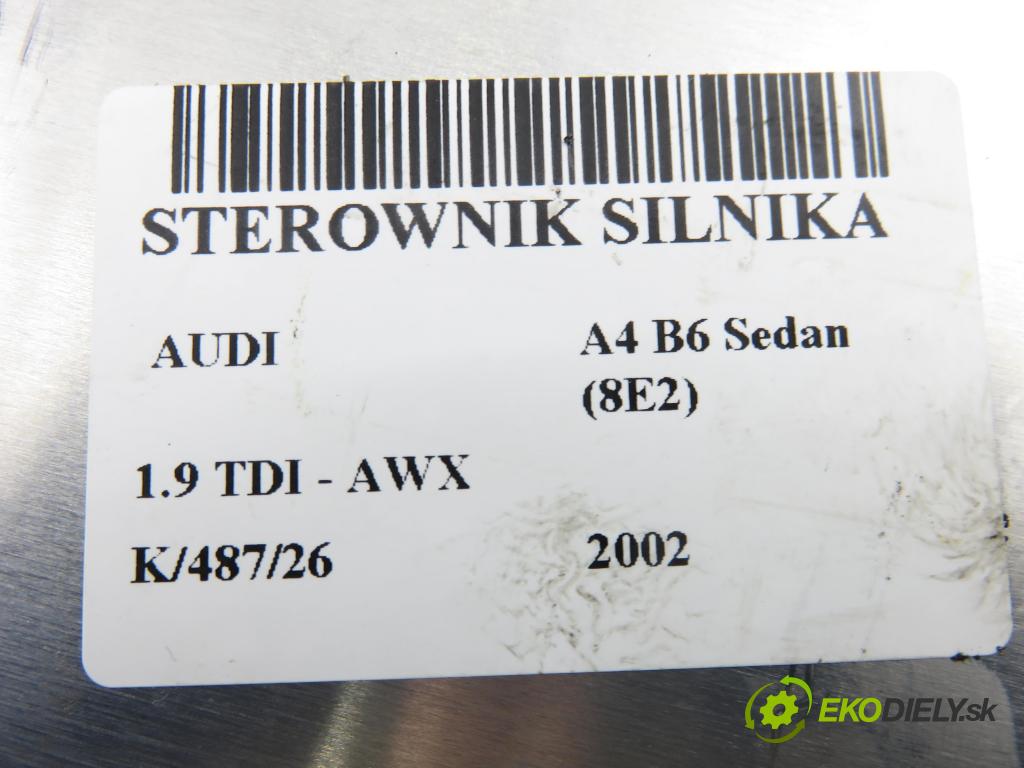 STEROWNIK SILNIKA
AUDI
A4 B6 Sedan
(8E2)
1.9 TDI - AWX
K/487/26
2002
EKODIELY.sk